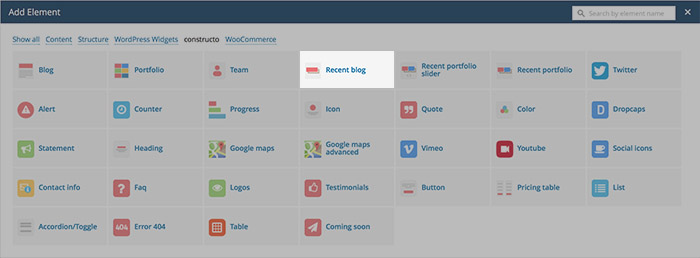 Add Element
Search by element name
Show all Content Structure WordPress Widgets constructo WooCommerce
Blog Portfolio Team Recent blog Recent portfolio slider Recent portfolio Twitter
Alert Counter Progress Icon Quote Color D Dropcaps
Statement Heading Google maps Google maps advanced Vimeo Youtube Social icons
Contact info ? Faq Logos Testimonials Button Pricing table List
Accordion/Toggle 404 Error 404 Table Coming soon